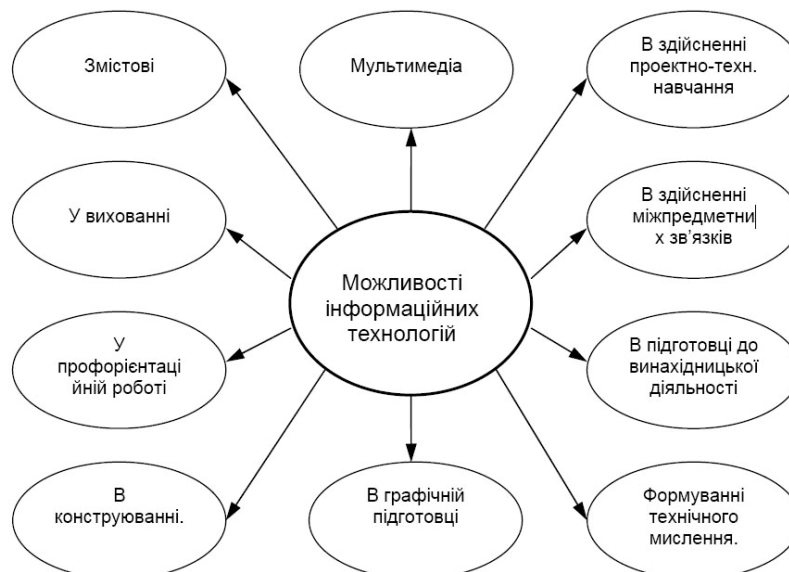 Змістові
Мультимедіа
В здійсненні
проектно-техн.
навчання
У вихованні
В здійсненні
міжпредметни
х зв’язків
Можливості
інформаційних
технологій
У
профорієнтаці
йній роботі
В підготовці до
винахідницької
діяльності
В
конструюванні.
В графічній
підготовці
Формуванні
технічного
мислення.